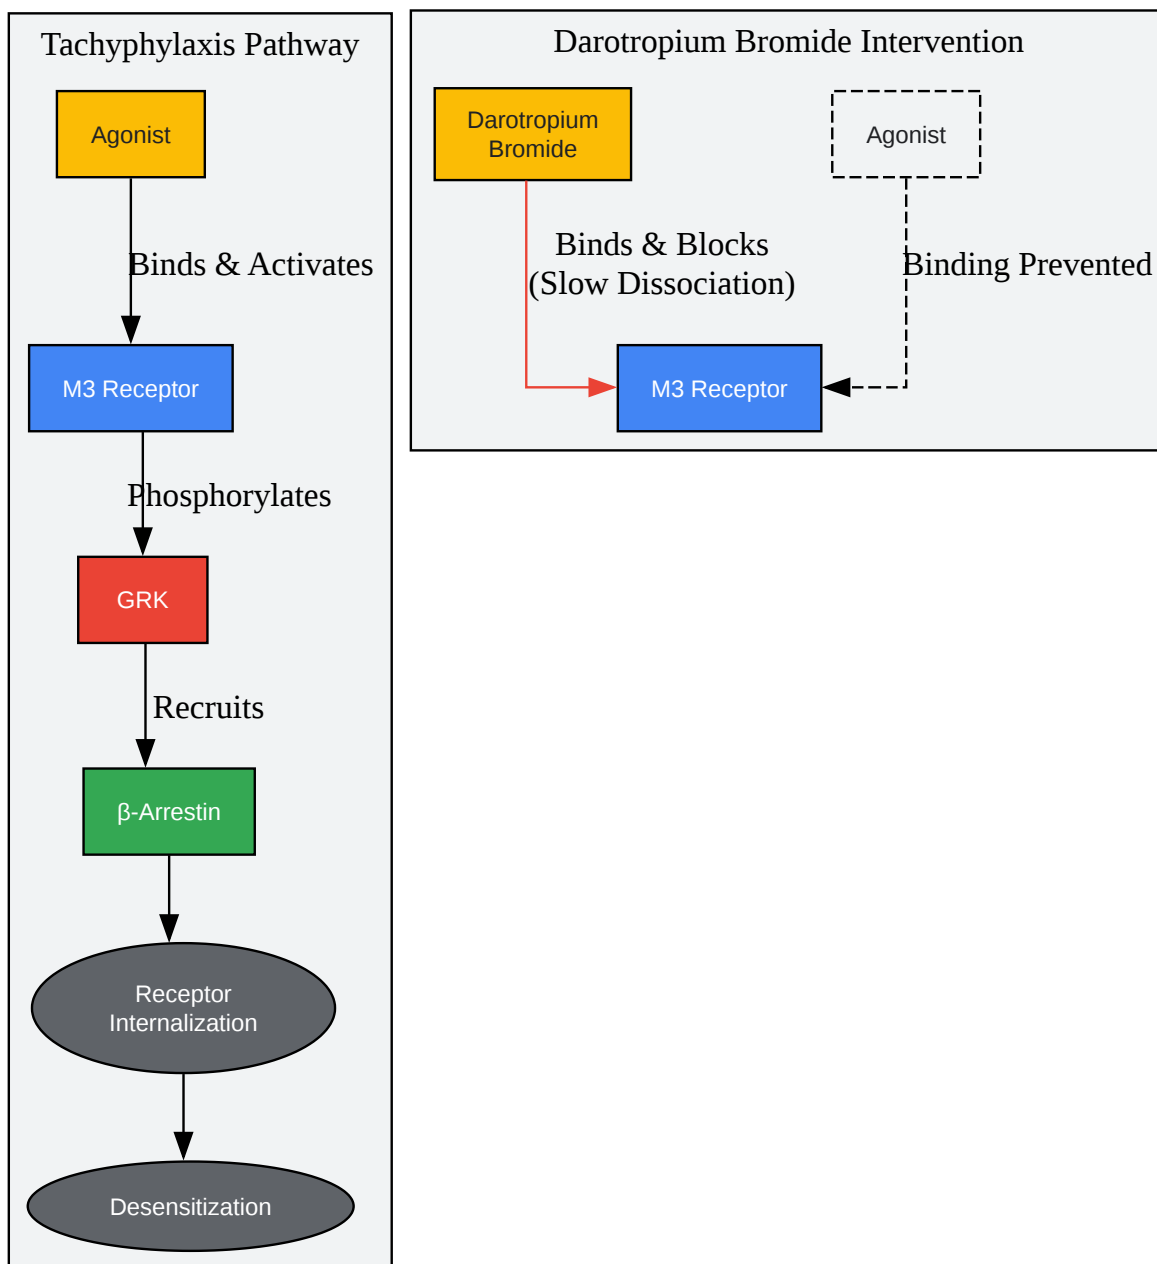 Tachyphylaxis Pathway
Agonist
Binds & Activates
M3 Receptor
Phosphorylates
GRK
Recruits
β-Arrestin
Receptor
Internalization
Desensitization
Darotropium Bromide Intervention
Darotropium
Bromide
Agonist
Binds & Blocks
(Slow Dissociation)
Binding Prevented
M3 Receptor